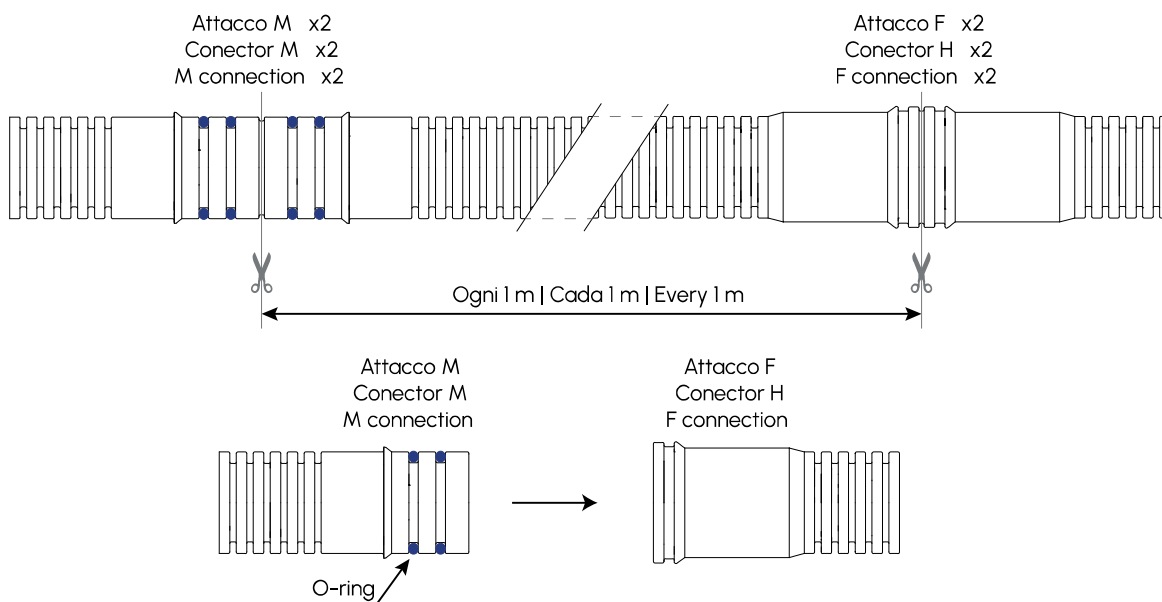 Attacco M x2
Conector M x2
M connection x2
Attacco F x2
Conector H x2
F connection x2
Ogni 1 m | Cada 1 m | Every 1 m
Attacco M
Conector M
M connection
Attacco F
Conector H
F connection
O-ring